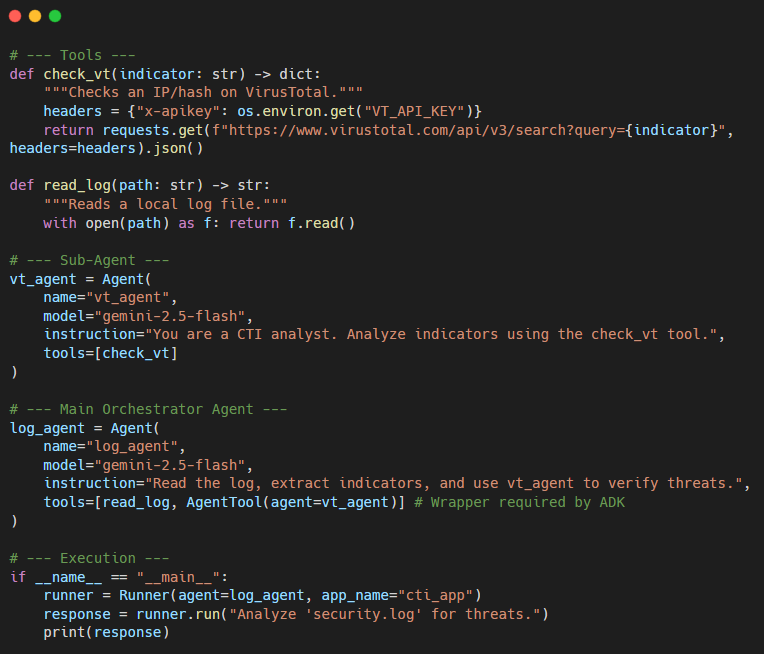 # --- Tools ---
def check_vt(indicator: str) -> dict:
    """Checks an IP/hash on VirusTotal."""
    headers = {"x-apikey": os.environ.get("VT_API_KEY")}
    return requests.get(f"https://www.virustotal.com/api/v3/search?query={indicator}",
headers=headers).json()

def read_log(path: str) -> str:
    """Reads a local log file."""
    with open(path) as f: return f.read()

# --- Sub-Agent ---
vt_agent = Agent(
    name="vt_agent",
    model="gemini-2.5-flash",
    instruction="You are a CTI analyst. Analyze indicators using the check_vt tool.",
    tools=[check_vt]
)

# --- Main Orchestrator Agent ---
log_agent = Agent(
    name="log_agent",
    model="gemini-2.5-flash",
    instruction="Read the log, extract indicators, and use vt_agent to verify threats.",
    tools=[read_log, AgentTool(agent=vt_agent)] # Wrapper required by ADK
)

# --- Execution ---
if __name__ == "__main__":
    runner = Runner(agent=log_agent, app_name="cti_app")
    response = runner.run("Analyze 'security.log' for threats.")
    print(response)